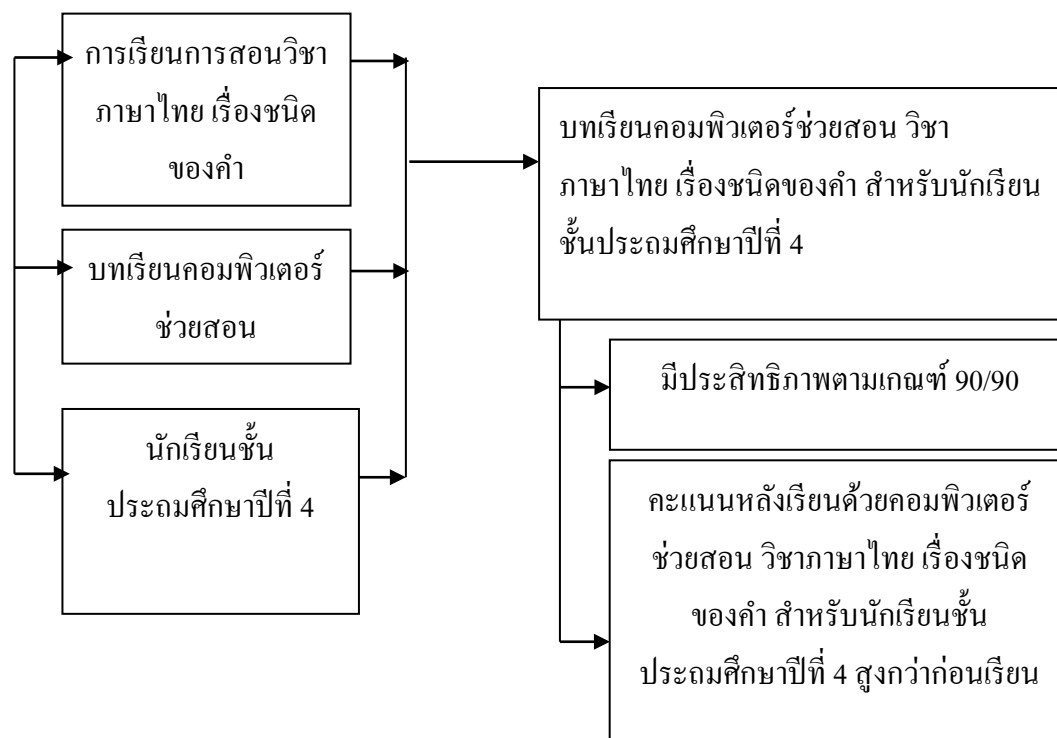 การเรียนการสอนวิชา
ภาษาไทย เรื่องชนิด
ของคำ
บทเรียนคอมพิวเตอร์
ช่วยสอน
นักเรียนชั้น
ประถมศึกษาปีที่ 4
บทเรียนคอมพิวเตอร์ช่วยสอน วิชา
ภาษาไทย เรื่องชนิดของคำ สำหรับนักเรียน
ชั้นประถมศึกษาปีที่ 4
มีประสิทธิภาพตามเกณฑ์ 90/90
คะแนนหลังเรียนด้วยคอมพิวเตอร์
ช่วยสอน วิชาภาษาไทย เรื่องชนิด
ของคำ สำหรับนักเรียนชั้น
ประถมศึกษาปีที่ 4 สูงกว่าก่อนเรียน